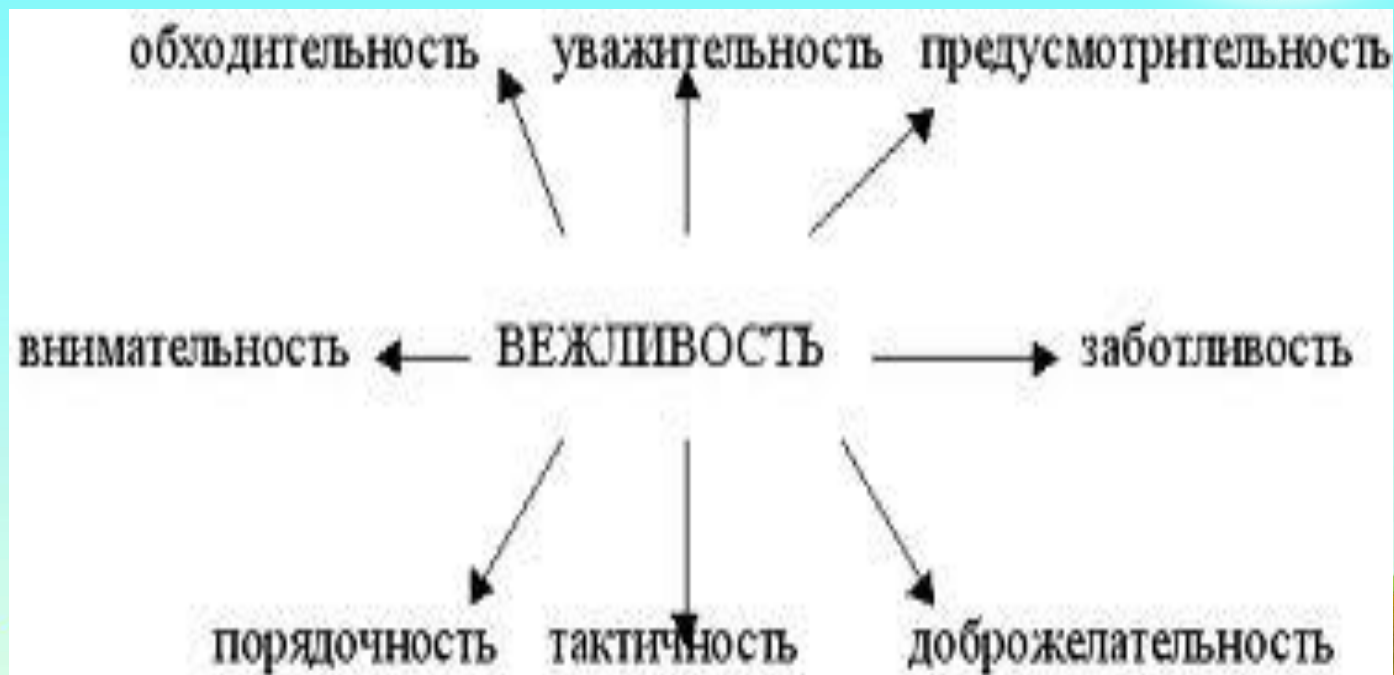 обходительность уважительность предусмотрительность
внимательность ВЕЖЛИВОСТЬ заботливость
порядочность тактичность доброжелательность